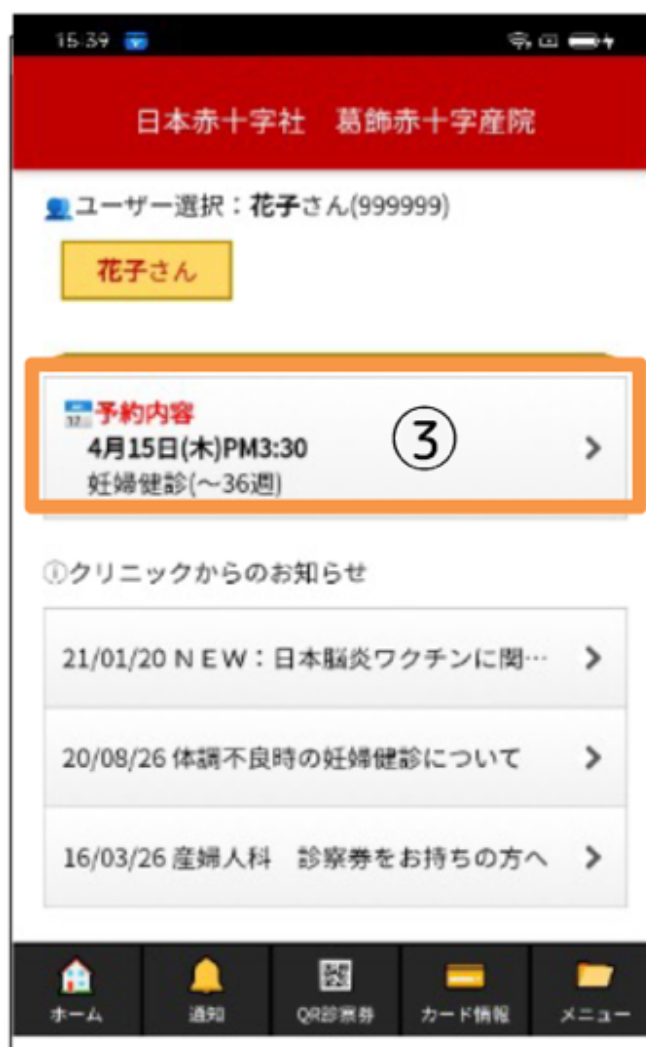 15:39
日本赤十字社　葛飾赤十字産院
ユーザー選択：花子さん(999999)
花子さん
予約内容
4月15日(木)PM3:30
③
妊婦健診(～36週)
ⓘクリニックからのお知らせ
21/01/20 ＮＥＷ：日本脳炎ワクチンに関…
20/08/26 体調不良時の妊婦健診について
16/03/26 産婦人科　診察券をお持ちの方へ
ホーム
通知
QR診察券
カード情報
メニュー